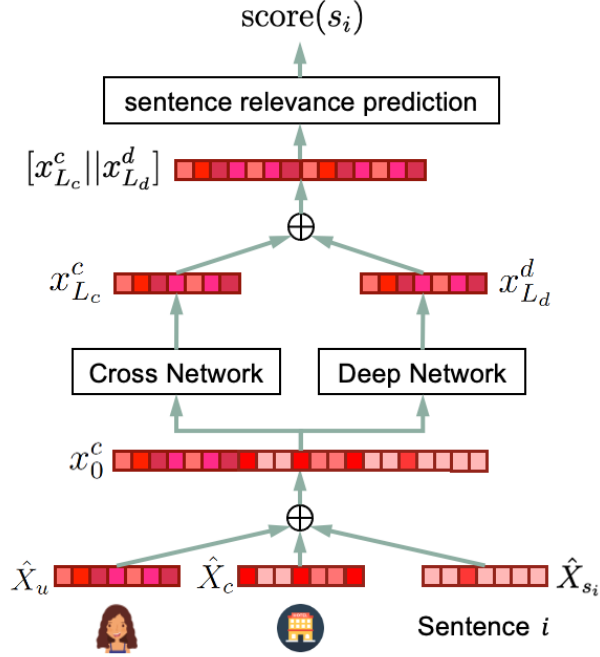 score(s_i)
sentence relevance prediction
[x^c_{L_c}||x^d_{L_d}]
x^c_{L_c} x^d_{L_d}
Cross Network Deep Network
x^c_0
X̂_u X̂_c X̂_{s_i}
Sentence i